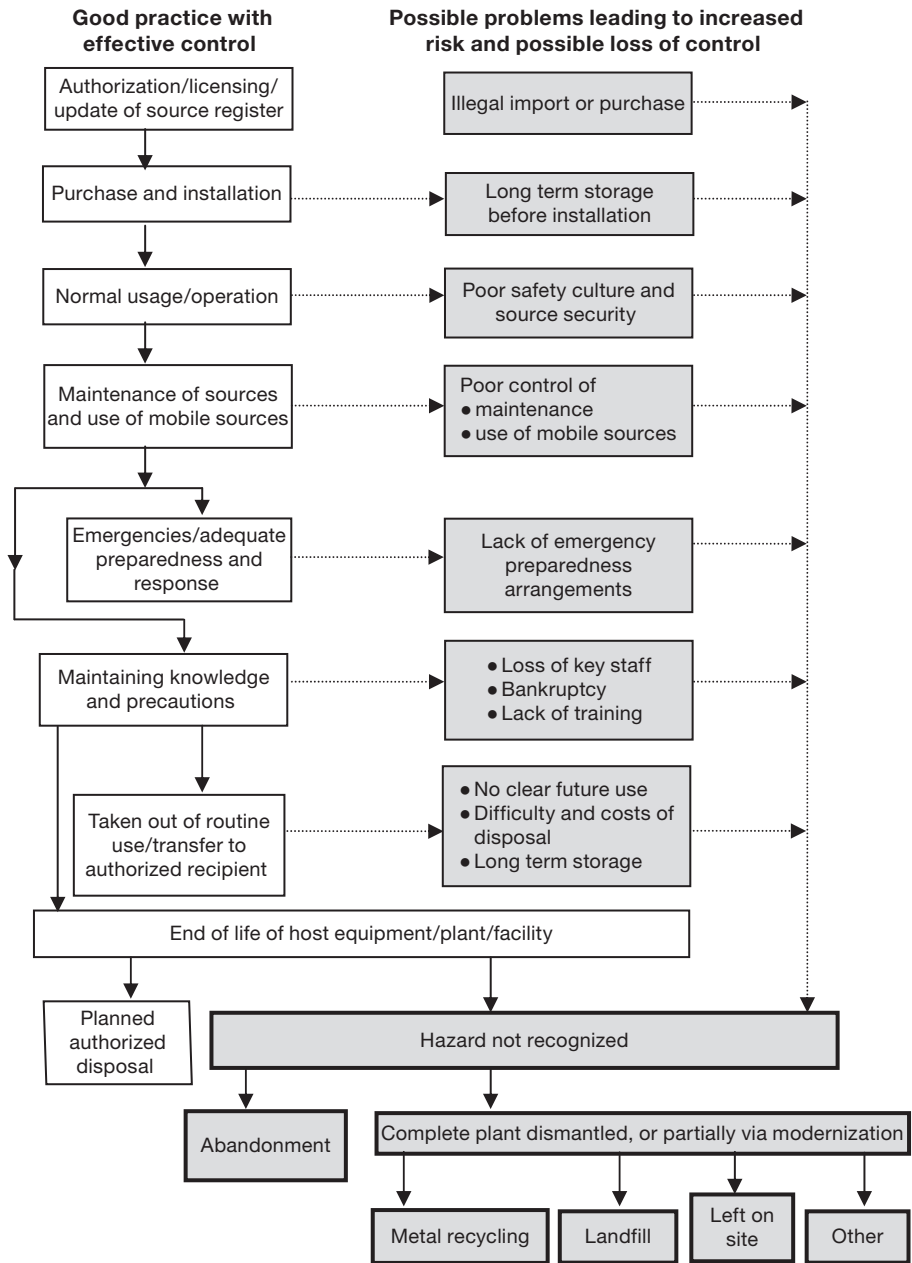 Good practice with
effective control
Possible problems leading to increased
risk and possible loss of control
Authorization/licensing/
update of source register
Illegal import or purchase
Purchase and installation
Long term storage
before installation
Normal usage/operation
Poor safety culture and
source security
Maintenance of sources
and use of mobile sources
Poor control of
● maintenance
● use of mobile sources
Emergencies/adequate
preparedness and
response
Lack of emergency
preparedness
arrangements
Maintaining knowledge
and precautions
● Loss of key staff
● Bankruptcy
● Lack of training
Taken out of routine
use/transfer to
authorized recipient
● No clear future use
● Difficulty and costs of
disposal
● Long term storage
End of life of host equipment/plant/facility
Planned
authorized
disposal
Hazard not recognized
Abandonment
Complete plant dismantled, or partially via modernization
Metal recycling
Landfill
Left on
site
Other